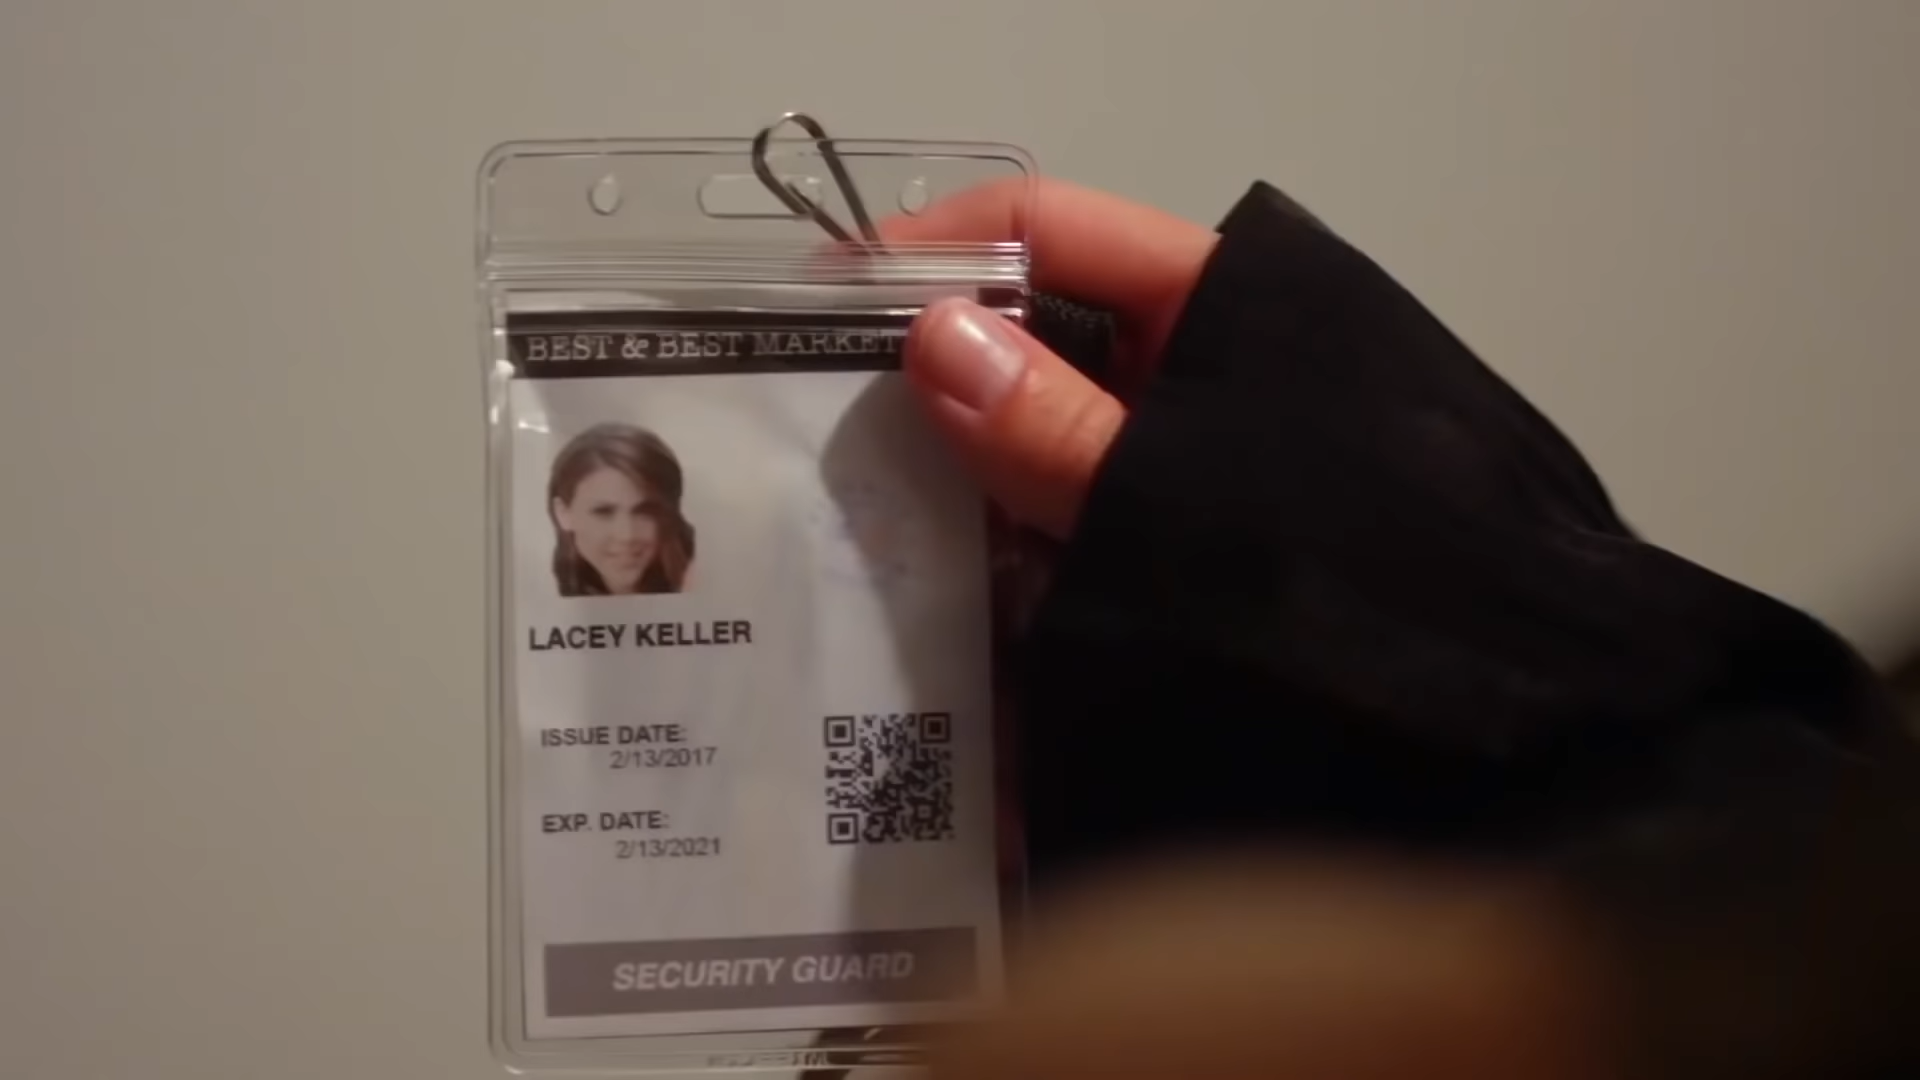 BEST & BEST MARKET
LACEY KELLER
ISSUE DATE:
2/13/2017
EXP. DATE:
2/13/2021
SECURITY GUARD